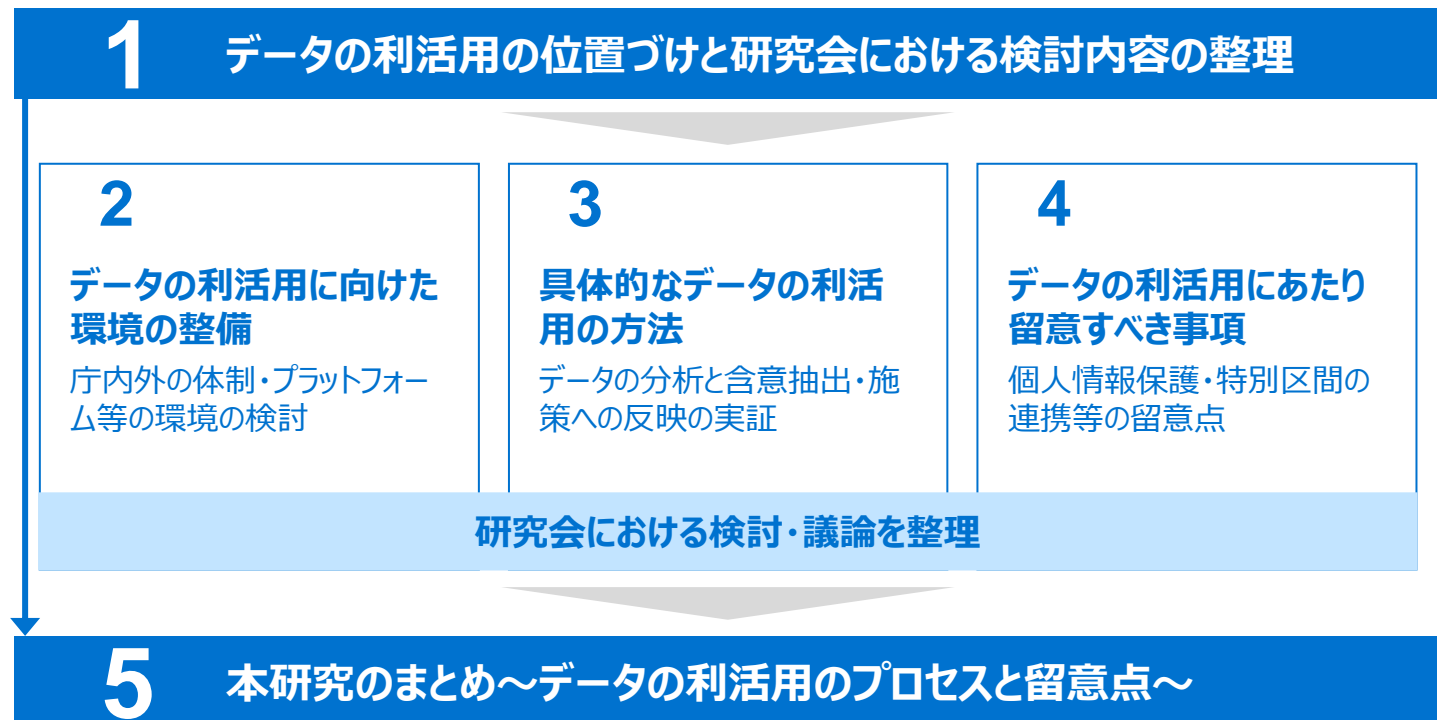 1 データの利活用の位置づけと研究会における検討内容の整理
2
データの利活用に向けた
環境の整備
庁内外の体制・プラットフォー
ム等の環境の検討
3
具体的なデータの利活
用の方法
データの分析と含意抽出・施
策への反映の実証
4
データの利活用にあたり
留意すべき事項
個人情報保護・特別区間の
連携等の留意点
研究会における検討・議論を整理
5 本研究のまとめ～データの利活用のプロセスと留意点～